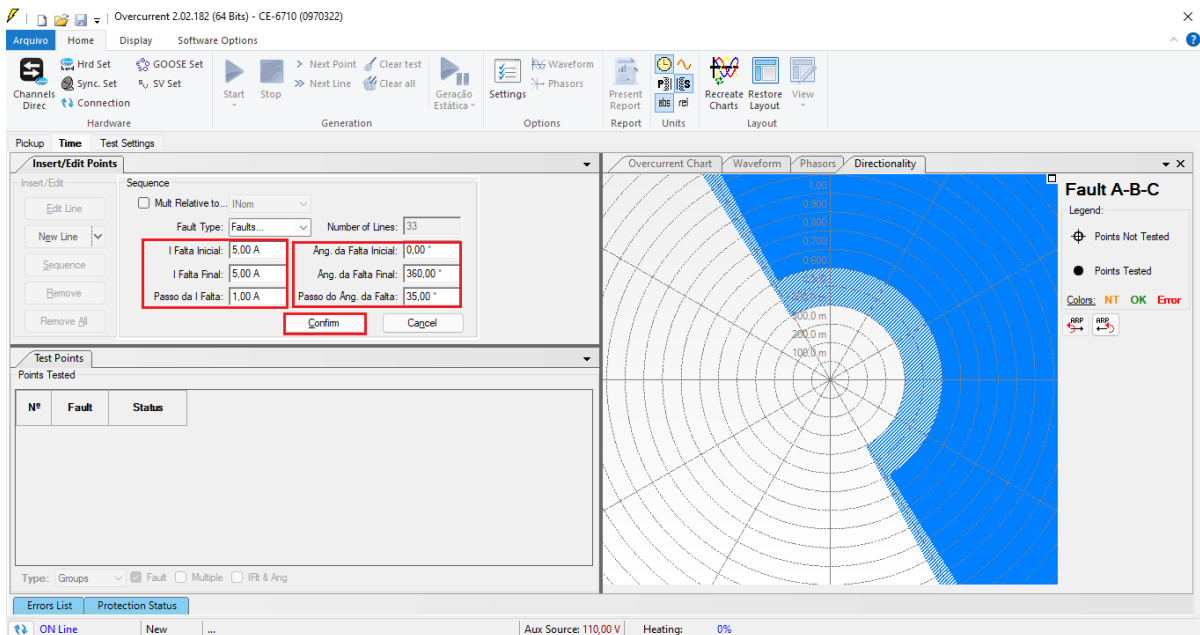 Overcurrent 2.02.182 (64 Bits) - CE-6710 (0970322)
Arquivo Home Display Software Options
Channels Direc
Hrd Set
Sync. Set
Connection
GOOSE Set
SV Set
Hardware
Start
Stop
Next Point
Next Line
Clear test
Clear all
Geração Estática
Generation
Settings
Waveform
Phasors
Options
Present Report
Report
abs rel
Units
Recreate Charts
Restore Layout
View
Layout
Pickup Time Test Settings
Insert/Edit Points
Insert/Edit
Edit Line
New Line
Sequence
Remove
Remove All
Sequence
Mult Relative to... INom
Fault Type: Faults... Number of Lines: 33
I Falta Inicial: 5,00 A Âng. da Falta Inicial: 0,00 °
I Falta Final: 5,00 A Âng. da Falta Final: 360,00 °
Passo da I Falta: 1,00 A Passo do Âng. da Falta: 35,00 °
Confirm Cancel
Test Points
Points Tested
Nº Fault Status
Type: Groups Fault Multiple IFlt & Ang
Overcurrent Chart Waveform Phasors Directionality
1,00
0,900
0,800
0,700
0,600
200,0 m
100,0 m
Fault A-B-C
Legend:
Points Not Tested
Points Tested
Colors: NT OK Error
ARP ARP
Errors List Protection Status
ON Line New ... Aux Source: 110,00 V Heating: 0%